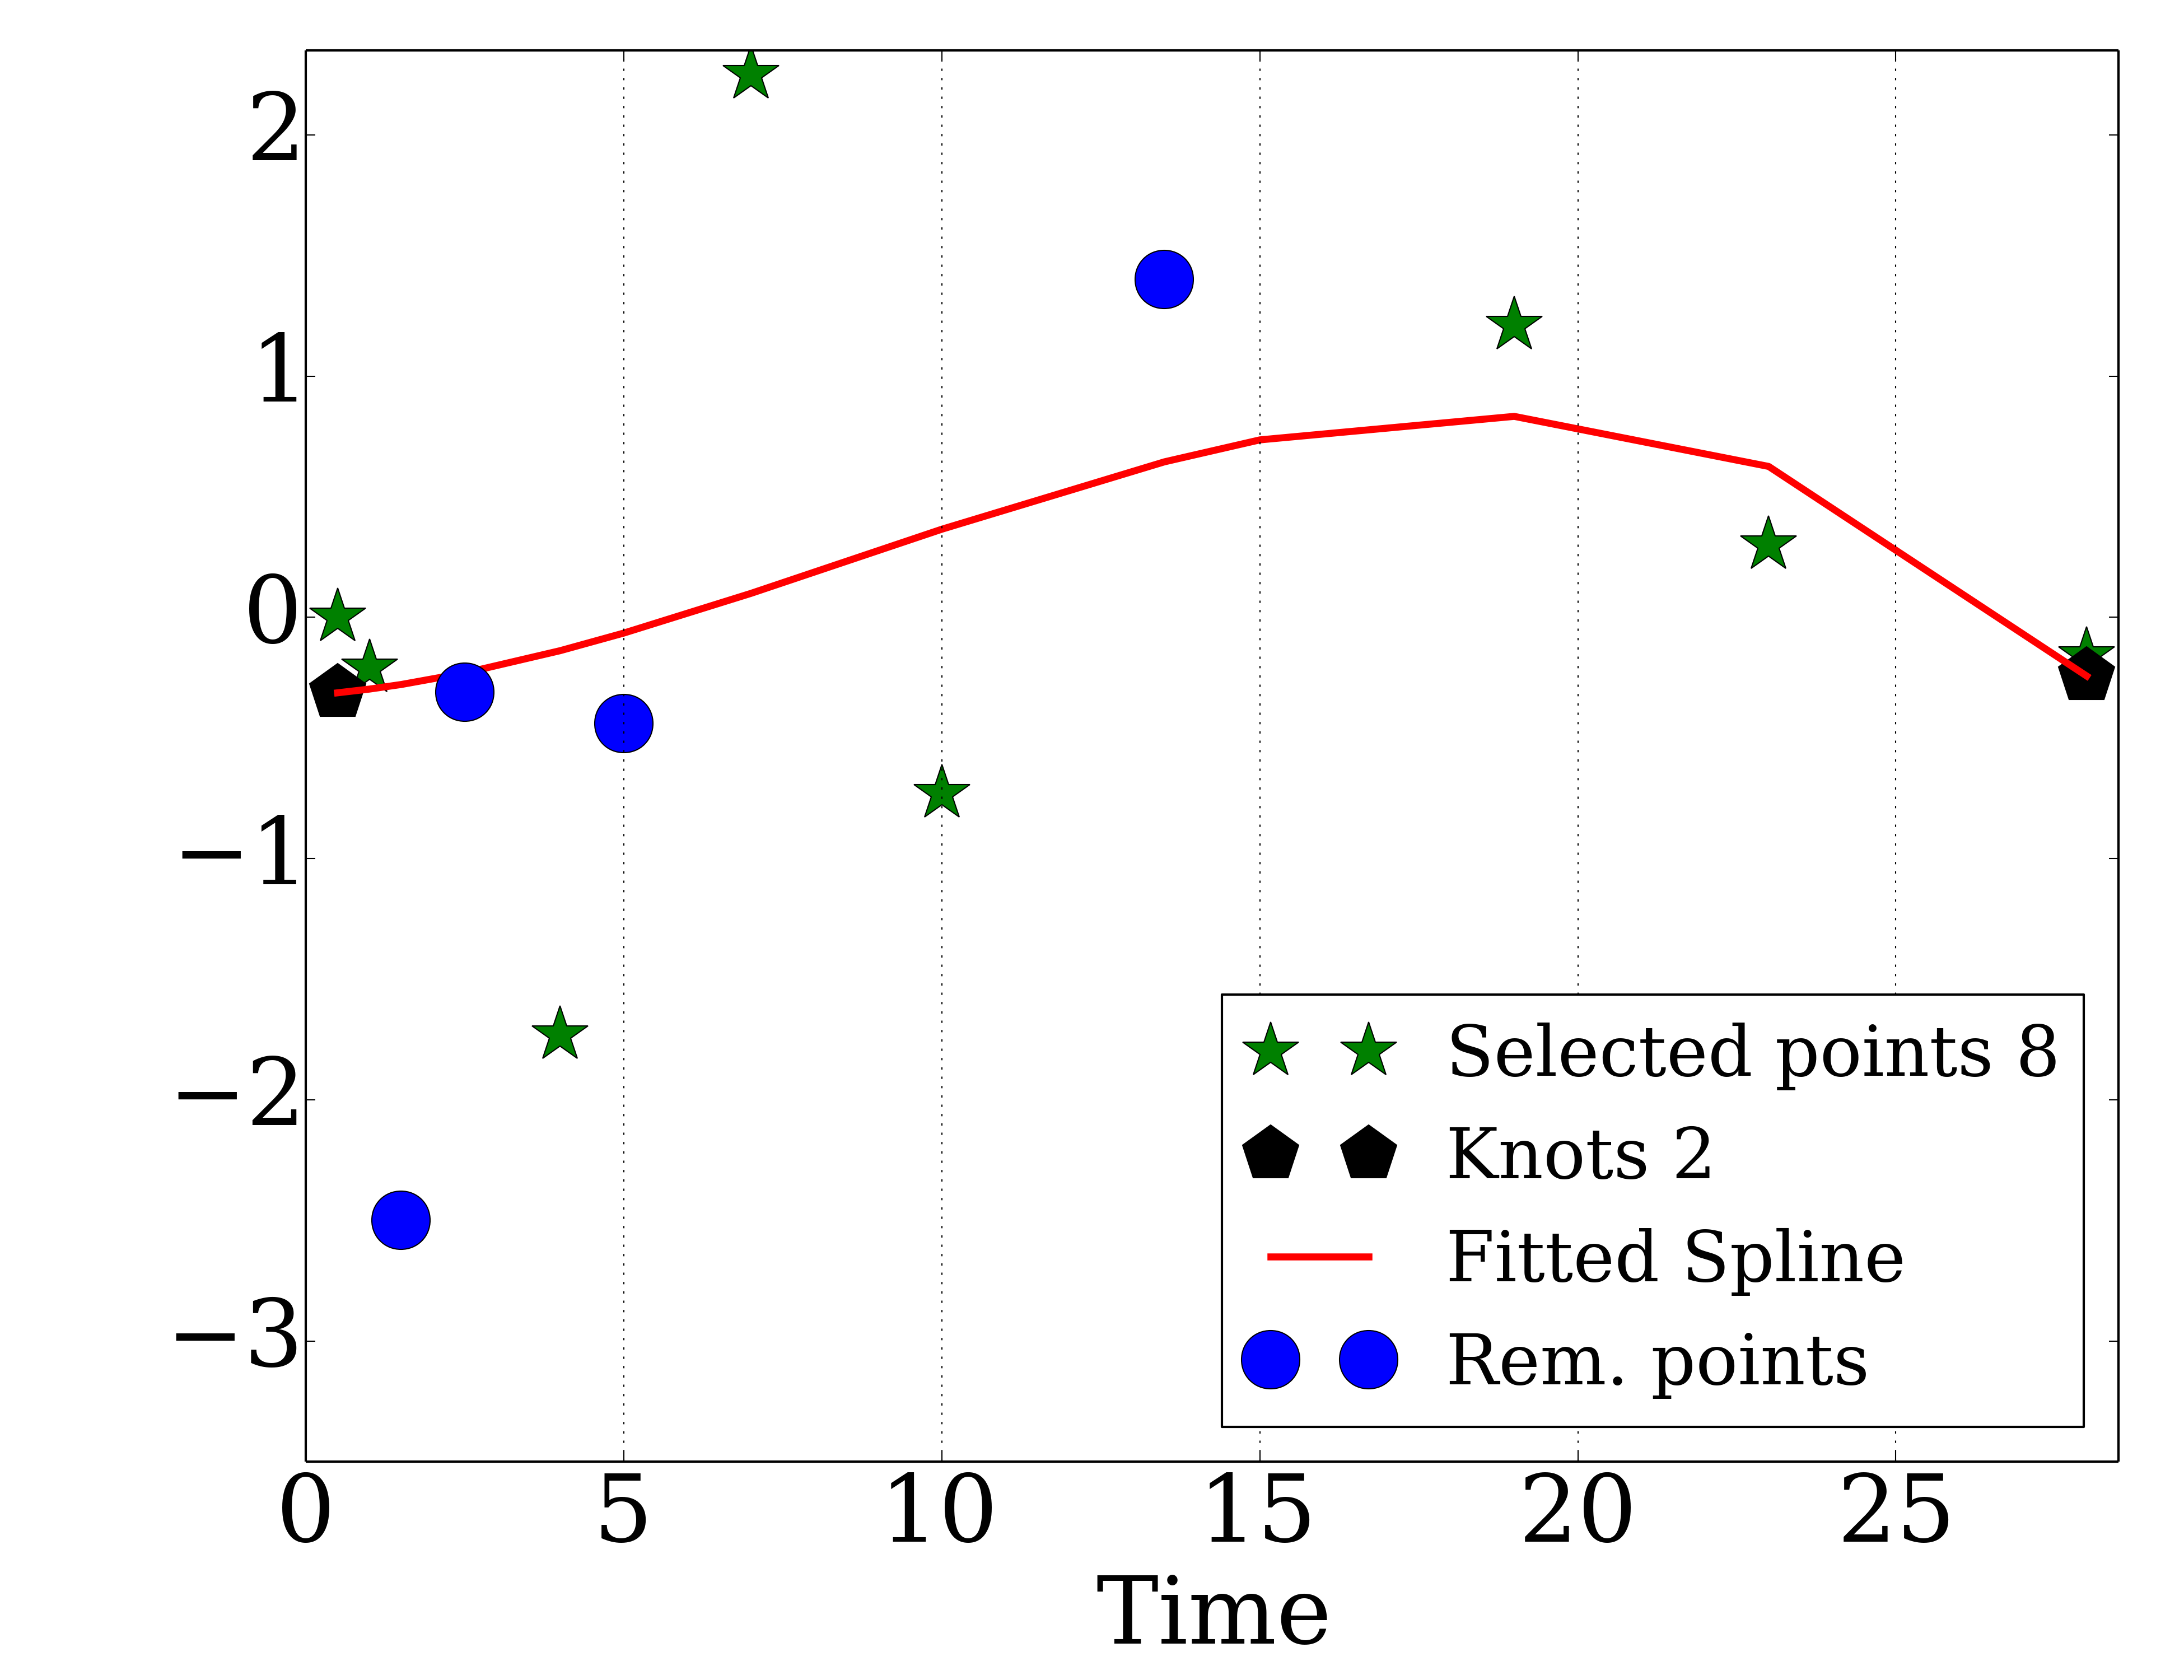 2
1
0
−1
−2
−3
Selected points 8
Knots 2
Fitted Spline
Rem. points
0 5 10 15 20 25
Time